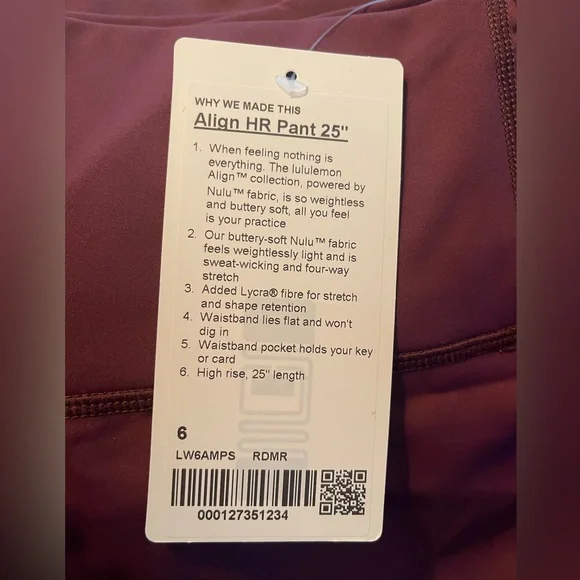 WHY WE MADE THIS
Align HR Pant 25"
1. When feeling nothing is
everything. The lululemon
Align™ collection, powered by
Nulu™ fabric, is so weightless
and buttery soft, all you feel
is your practice
2. Our buttery-soft Nulu™ fabric
feels weightlessly light and is
sweat-wicking and four-way
stretch
3. Added Lycra® fibre for stretch
and shape retention
4. Waistband lies flat and won't
dig in
5. Waistband pocket holds your key
or card
6. High rise, 25" length
6
LW6AMPS RDMR
000127351234